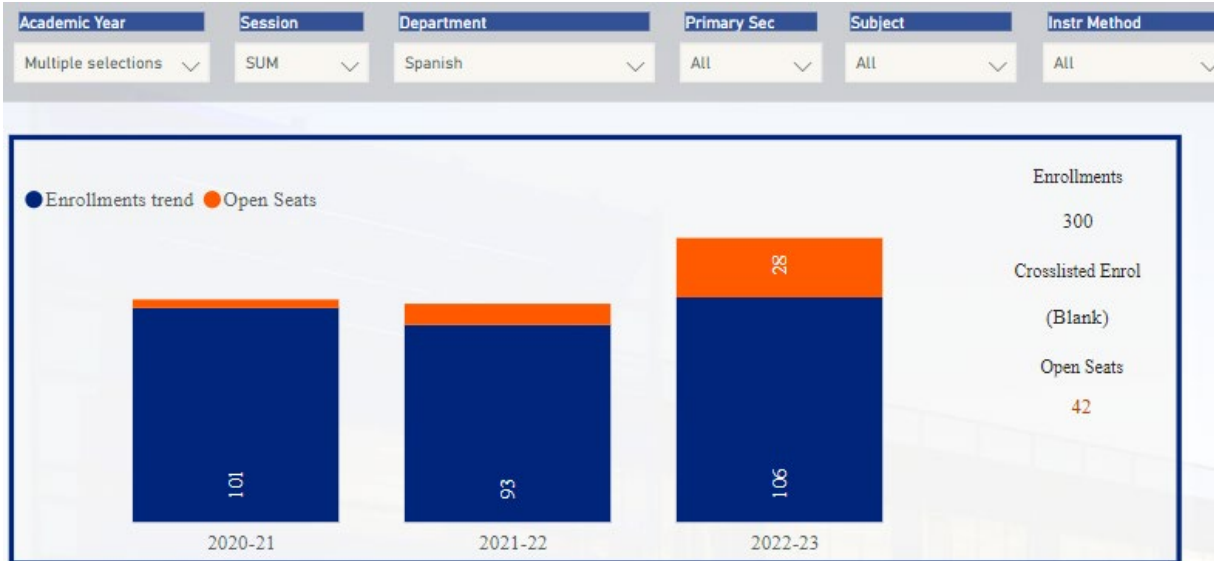 Academic Year Session Department Primary Sec Subject Instr Method
Multiple selections SUM Spanish All All All
Enrollments trend Open Seats
Enrollments
300
Crosslisted Enrol
(Blank)
Open Seats
42
28
101 93 106
2020-21 2021-22 2022-23